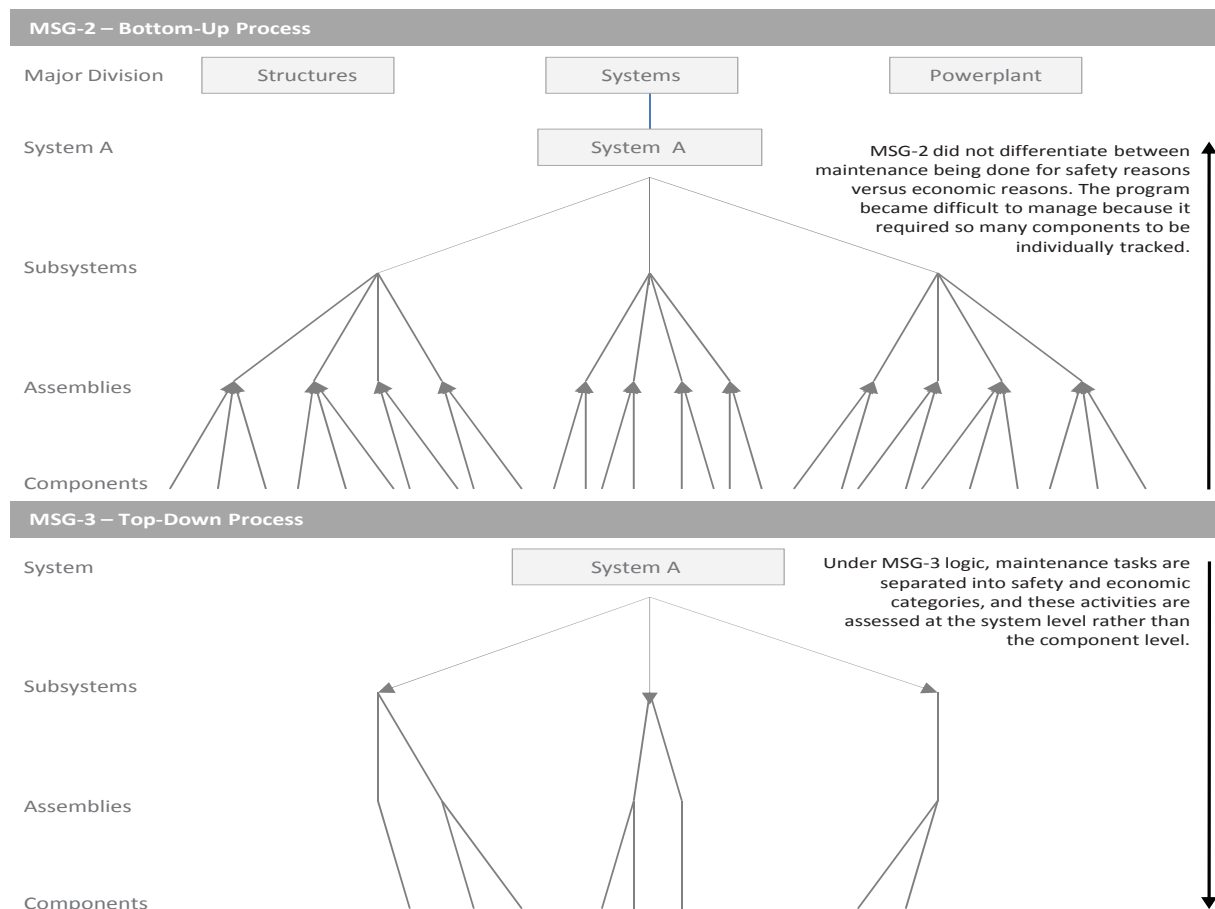 MSG-2 – Bottom-Up Process
Major Division
Structures
Systems
Powerplant
System A
System A
MSG-2 did not differentiate between
maintenance being done for safety reasons
versus economic reasons. The program
became difficult to manage because it
required so many components to be
individually tracked.
Subsystems
Assemblies
Components
MSG-3 – Top-Down Process
System
System A
Under MSG-3 logic, maintenance tasks are
separated into safety and economic
categories, and these activities are
assessed at the system level rather than
the component level.
Subsystems
Assemblies
Components